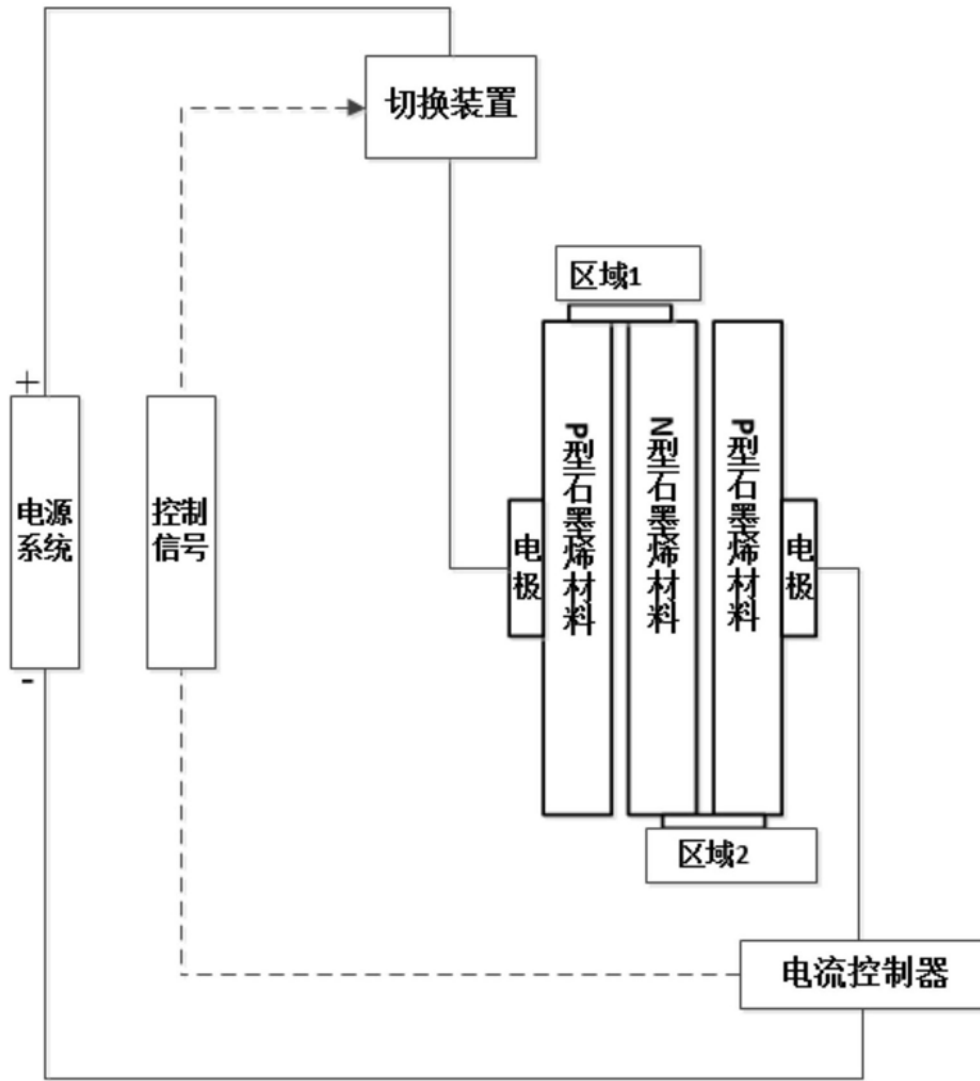 切换装置
区域1
+
电源
系统
控制
信号
电极
P型石墨烯材料
N型石墨烯材料
P型石墨烯材料
电极
-
区域2
电流控制器